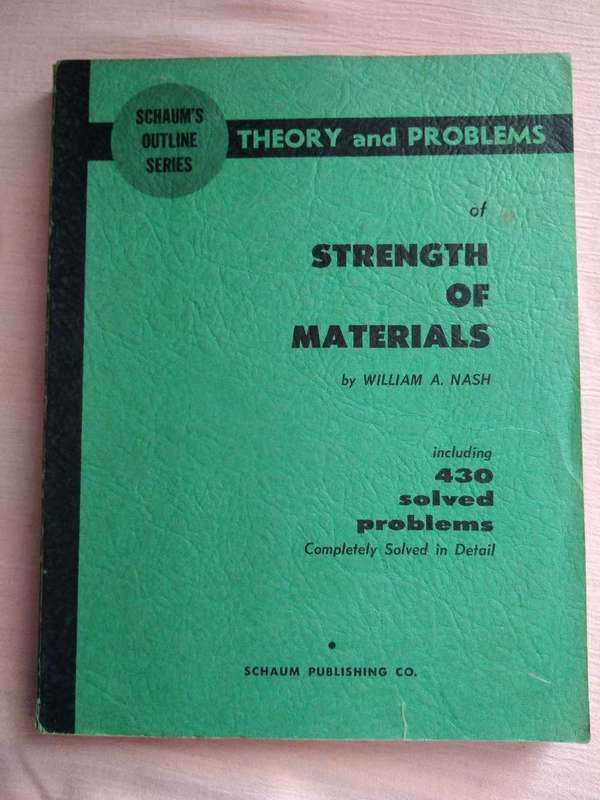 SCHAUM'S
OUTLINE
SERIES
THEORY and PROBLEMS
of
STRENGTH
OF
MATERIALS
by WILLIAM A. NASH
including
430
solved
problems
Completely Solved in Detail
SCHAUM PUBLISHING CO.